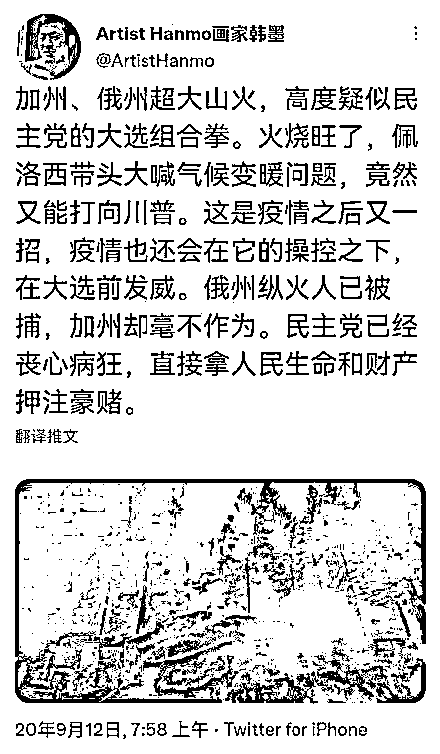 Artist Hanmo画家韩墨
@ArtistHanmo
加州、俄州超大山火，高度疑似民
主党的大选组合拳。火烧旺了，佩
洛西带头大喊气候变暖问题，竟然
又能打向川普。这是疫情之后又一
招，疫情也还会在它的操控之下，
在大选前发威。俄州纵火人已被
捕，加州却毫不作为。民主党已经
丧心病狂，直接拿人民生命和财产
押注豪赌。
翻译推文
20年9月12日, 7:58 上午 · Twitter for iPhone